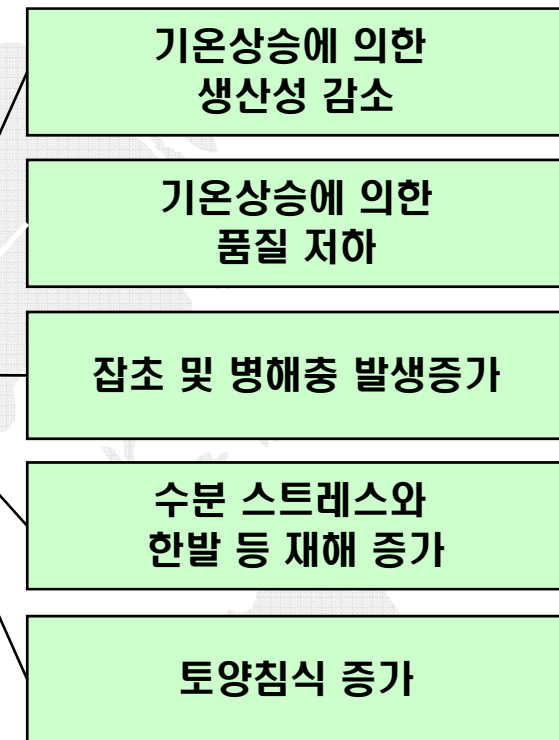 기온상승에 의한
생산성 감소
기온상승에 의한
품질 저하
잡초 및 병해충 발생증가
수분 스트레스와
한발 등 재해 증가
토양침식 증가